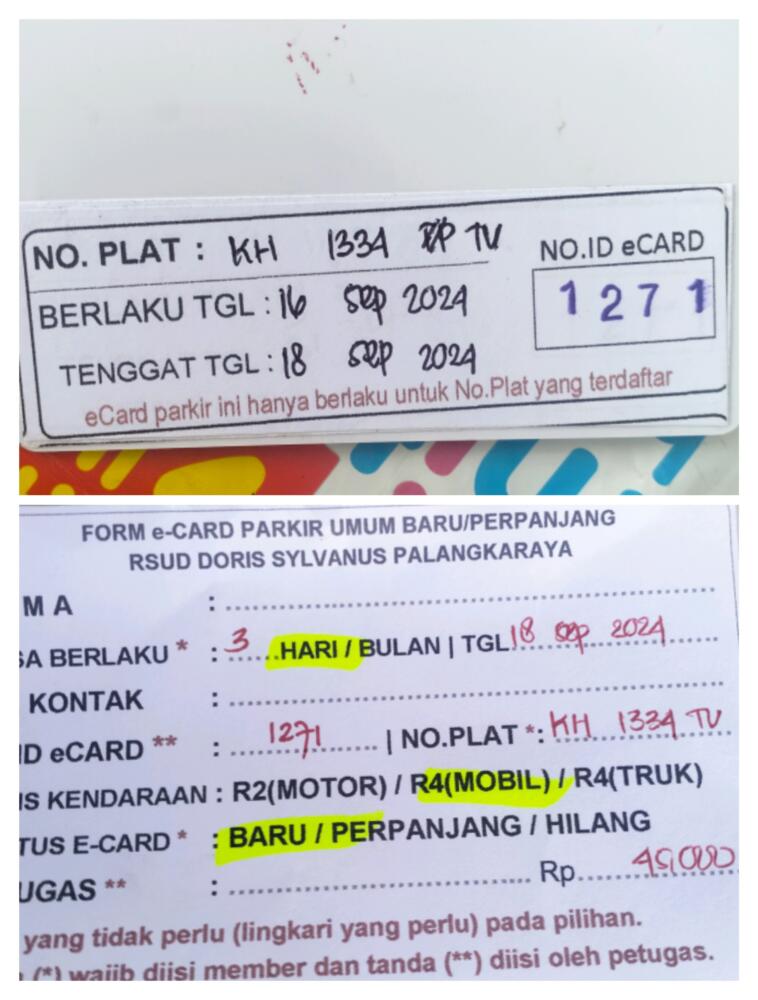 NO. PLAT : KH 1334 TV
NO.ID eCARD
1271
BERLAKU TGL : 16 Sep 2024
TENGGAT TGL : 18 Sep 2024
eCard parkir ini hanya berlaku untuk No.Plat yang terdaftar
FORM e-CARD PARKIR UMUM BARU/PERPANJANG
RSUD DORIS SYLVANUS PALANGKARAYA
M A :
SA BERLAKU * : 3 HARI / BULAN | TGL 18 Sep 2024
KONTAK :
ID eCARD ** : 1271 | NO.PLAT *: KH 1334 TV
IS KENDARAAN : R2(MOTOR) / R4(MOBIL) / R4(TRUK)
TUS E-CARD * : BARU / PERPANJANG / HILANG
UGAS ** : Rp. 45,000
yang tidak perlu (lingkari yang perlu) pada pilihan.
(*) wajib diisi member dan tanda (**) diisi oleh petugas.